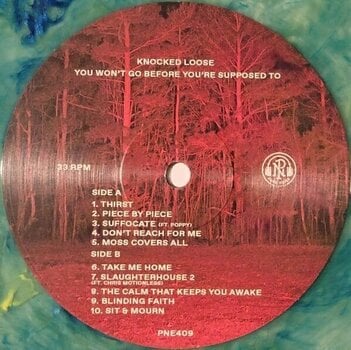 KNOCKED LOOSE
YOU WON'T GO BEFORE YOU'RE SUPPOSED TO
33 RPM
SIDE A
1. THIRST
2. PIECE BY PIECE
3. SUFFOCATE (FT. POPPY)
4. DON'T REACH FOR ME
5. MOSS COVERS ALL
SIDE B
6. TAKE ME HOME
7. SLAUGHTERHOUSE 2
(FT. CHRIS MOTIONLESS)
8. THE CALM THAT KEEPS YOU AWAKE
9. BLINDING FAITH
10. SIT & MOURN
PNE409